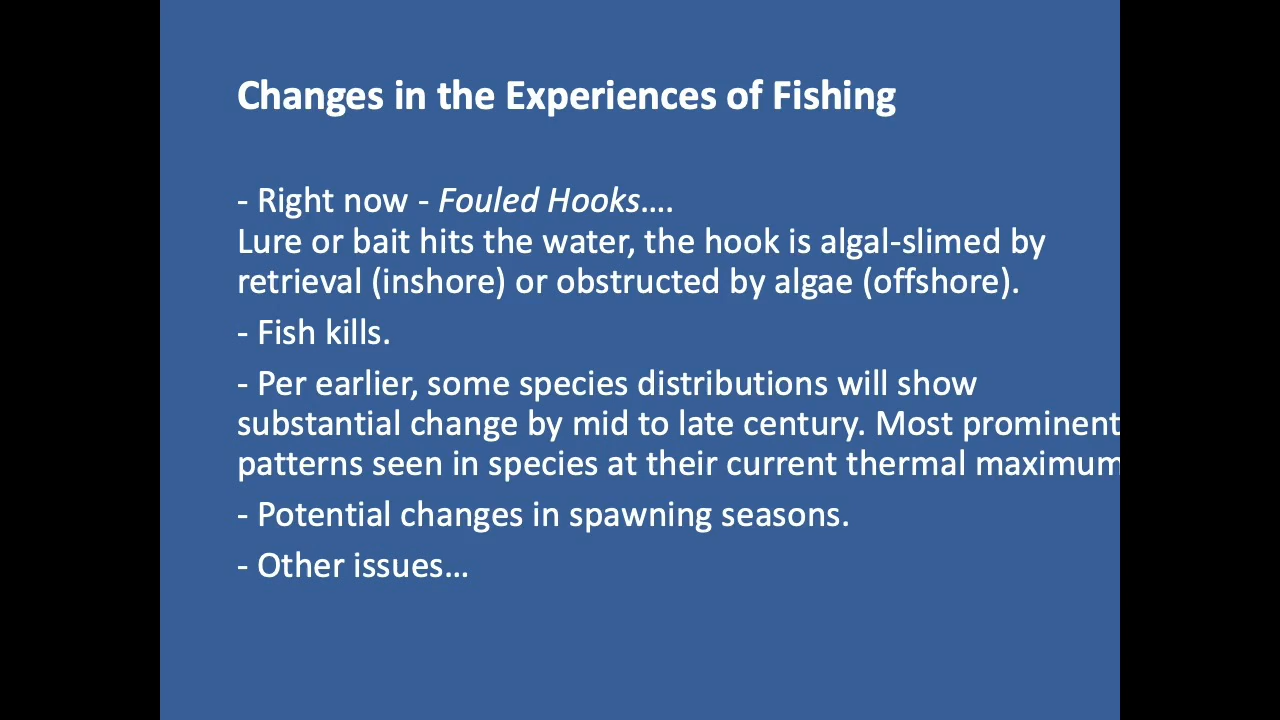 Changes in the Experiences of Fishing
- Right now - Fouled Hooks….
Lure or bait hits the water, the hook is algal-slimed by
retrieval (inshore) or obstructed by algae (offshore).
- Fish kills.
- Per earlier, some species distributions will show
substantial change by mid to late century. Most prominent
patterns seen in species at their current thermal maximum
- Potential changes in spawning seasons.
- Other issues…